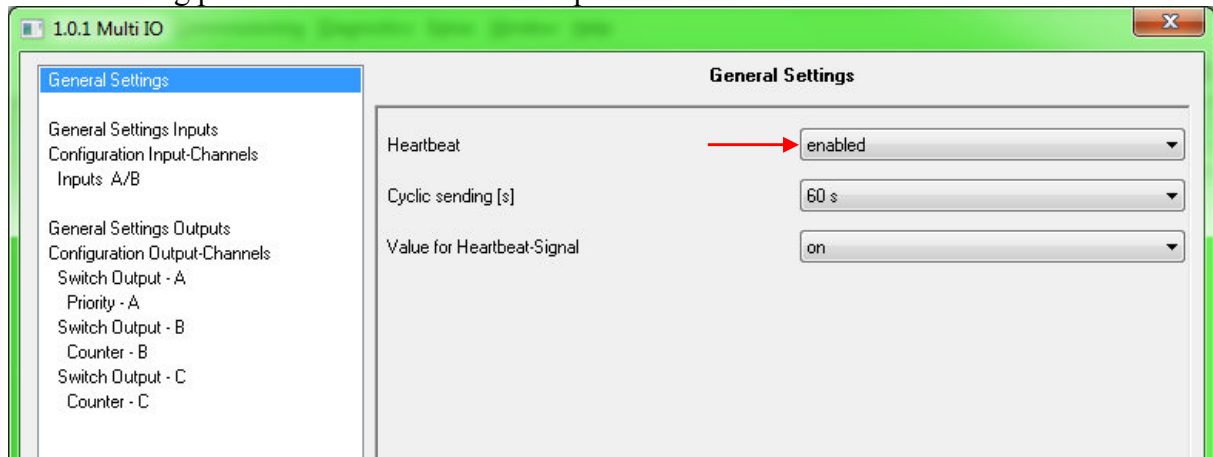 1.0.1 Multi IO
General Settings
General Settings Inputs
Configuration Input-Channels
Inputs A/B
General Settings Outputs
Configuration Output-Channels
Switch Output - A
Priority - A
Switch Output - B
Counter - B
Switch Output - C
Counter - C
General Settings
Heartbeat
enabled
Cyclic sending [s]
60 s
Value for Heartbeat-Signal
on